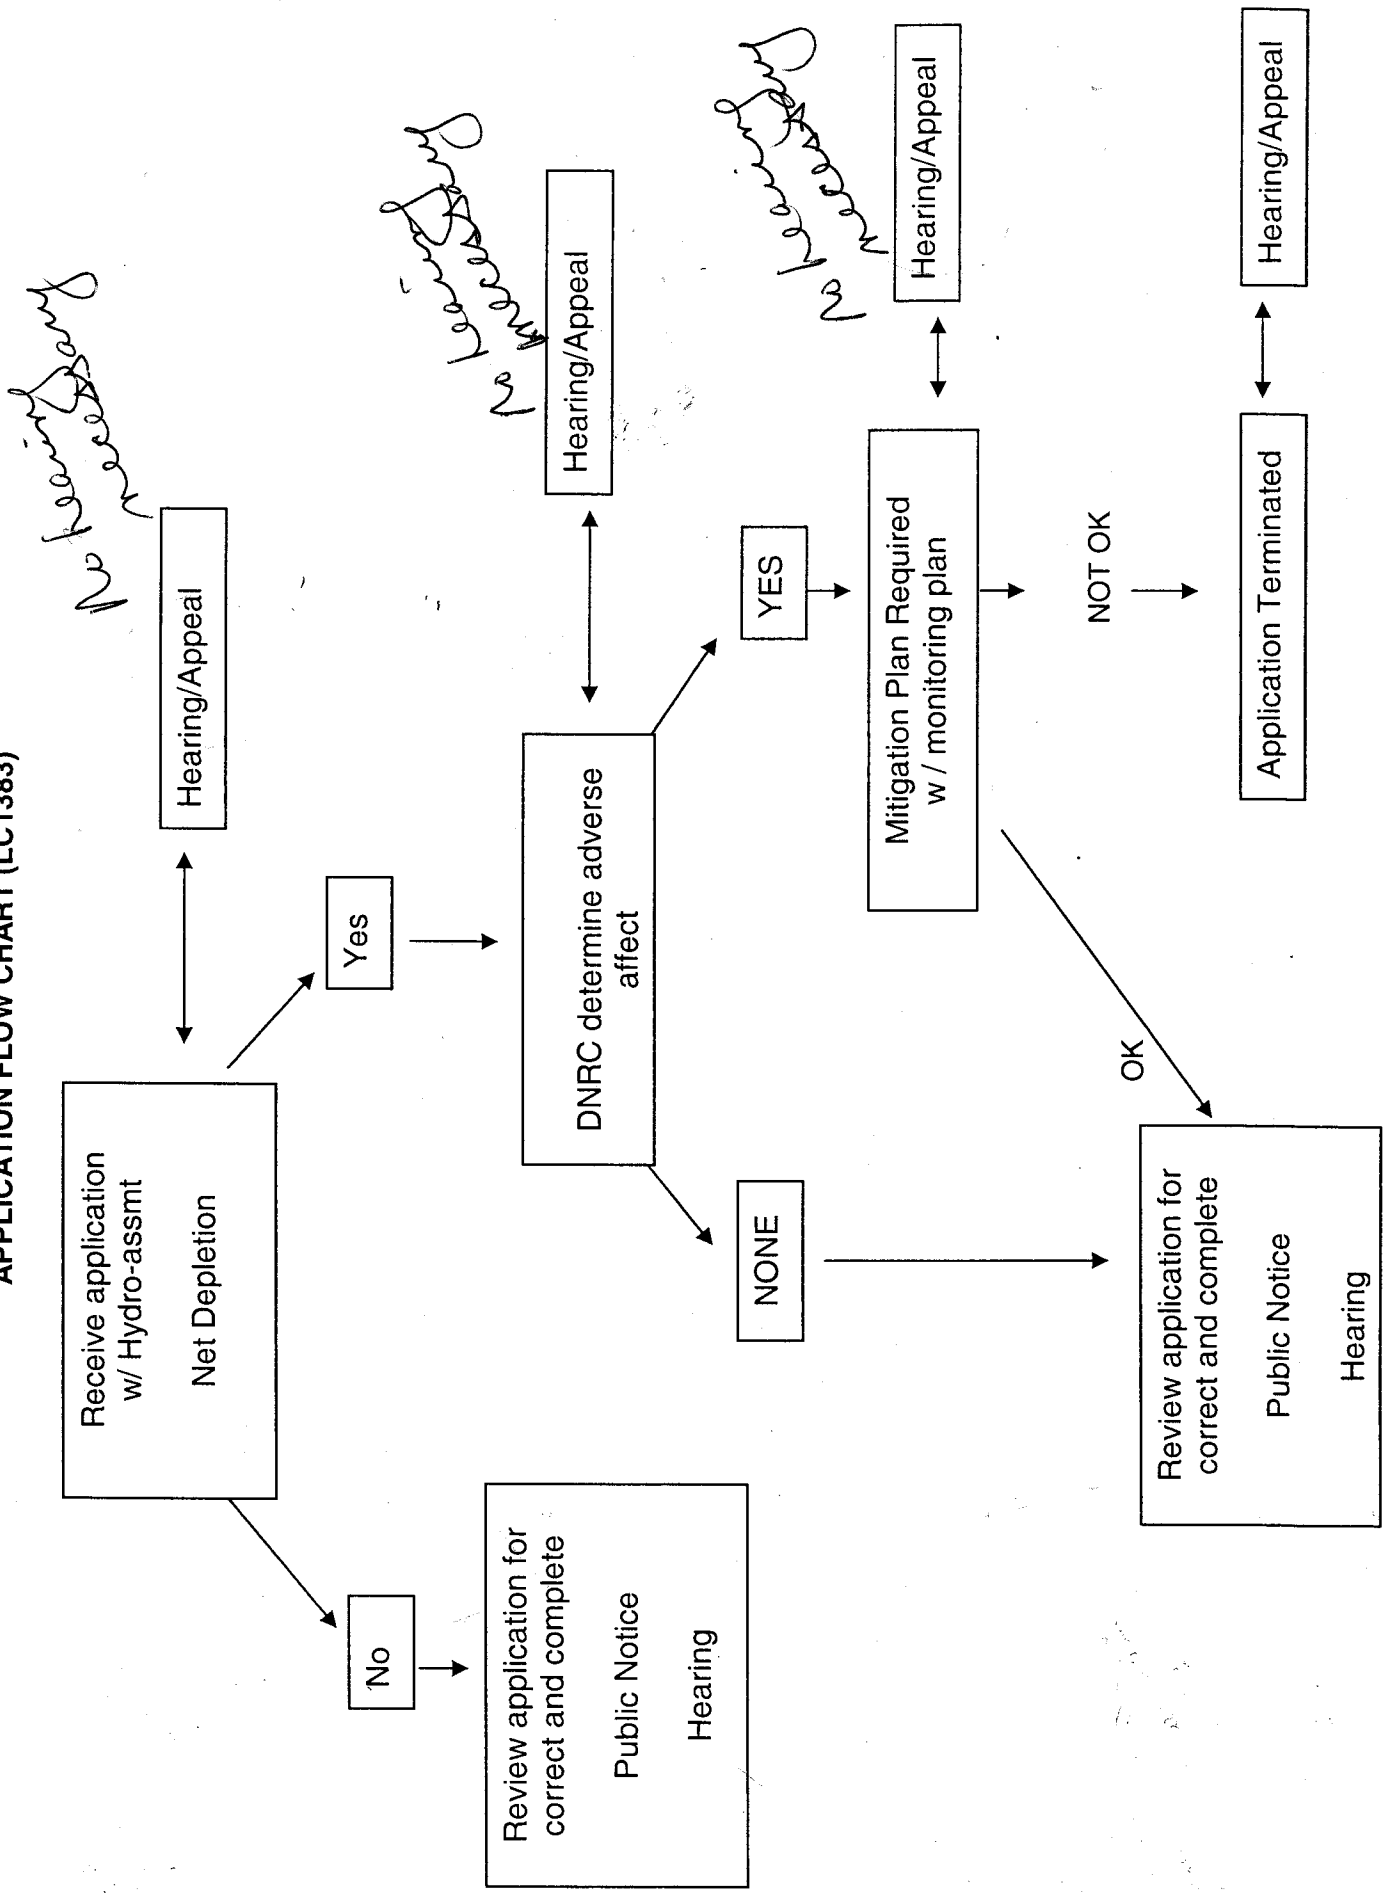 APPLICATION FLOW CHART (LC1383)
Receive application
w/ Hydro-assmt
Net Depletion
Hearing/Appeal
No hearing
Yes
No
Review application for
correct and complete
Public Notice
Hearing
DNRC determine adverse
affect
Hearing/Appeal
No hearing
NONE
YES
Mitigation Plan Required
w / monitoring plan
Hearing/Appeal
No hearing
OK
NOT OK
Review application for
correct and complete
Public Notice
Hearing
Application Terminated
Hearing/Appeal